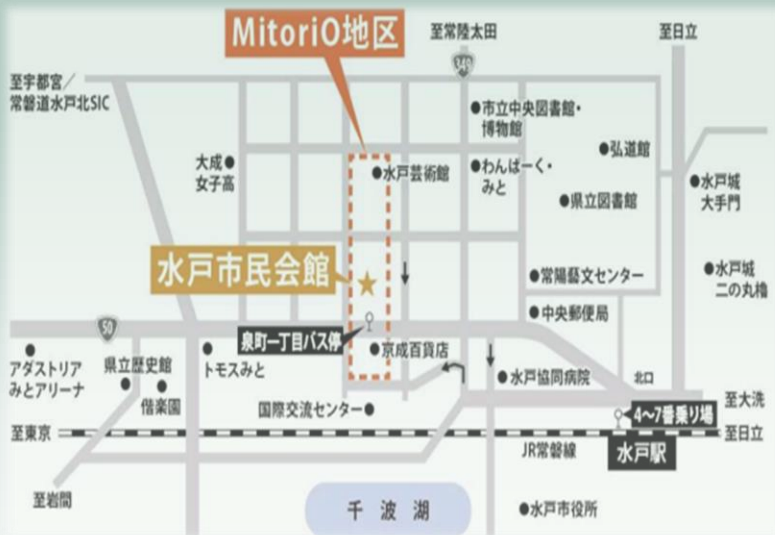 MitoriO地区
至常陸太田
至日立
349
至宇都宮/
常磐道水戸北SIC
市立中央図書館・
博物館
弘道館
大成
女子高
水戸芸術館
わんぱーく・
みと
水戸城
大手門
県立図書館
水戸市民会館
常陽藝文センター
水戸城
二の丸櫓
中央郵便局
50
泉町一丁目バス停
京成百貨店
アダストリア
みとアリーナ
県立歴史館
トモスみと
偕楽園
水戸協同病院
北口
至大洗
国際交流センター
4〜7番乗り場
至東京
至日立
JR常磐線
水戸駅
至岩間
千波湖
水戸市役所